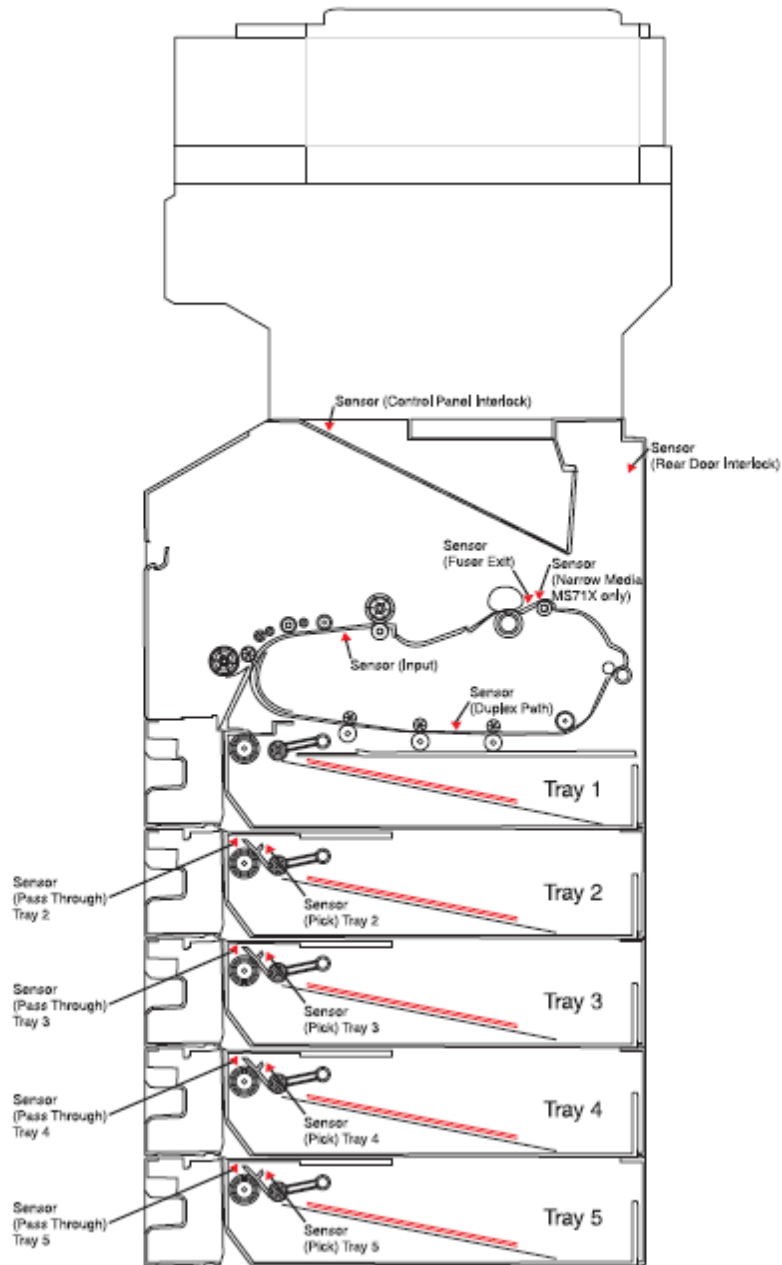 Sensor (Control Panel Interlock)
Sensor
(Rear Door Interlock)
Sensor
(Fuser Exit)
Sensor
(Narrow Media
MS71X only)
Sensor (Input)
Sensor
(Duplex Path)
Tray 1
Tray 2
Sensor
(Pass Through)
Tray 2
Sensor
(Pick) Tray 2
Tray 3
Sensor
(Pass Through)
Tray 3
Sensor
(Pick) Tray 3
Tray 4
Sensor
(Pass Through)
Tray 4
Sensor
(Pick) Tray 4
Tray 5
Sensor
(Pass Through)
Tray 5
Sensor
(Pick) Tray 5